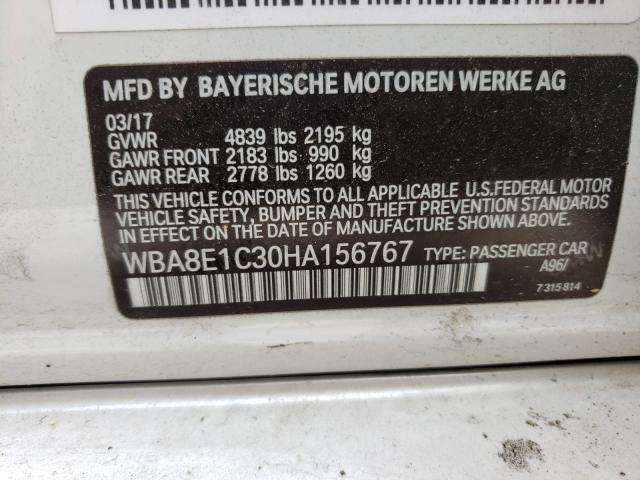 MFD BY BAYERISCHE MOTOREN WERKE AG
03/17
GVWR 4839 lbs 2195 kg
GAWR FRONT 2183 lbs 990 kg
GAWR REAR 2778 lbs 1260 kg
THIS VEHICLE CONFORMS TO ALL APPLICABLE U.S.FEDERAL MOTOR
VEHICLE SAFETY, BUMPER AND THEFT PREVENTION STANDARDS
IN EFFECT ON THE DATE OF MANUFACTURE SHOWN ABOVE.
WBA8E1C30HA156767 TYPE: PASSENGER CAR
A96/
7315814